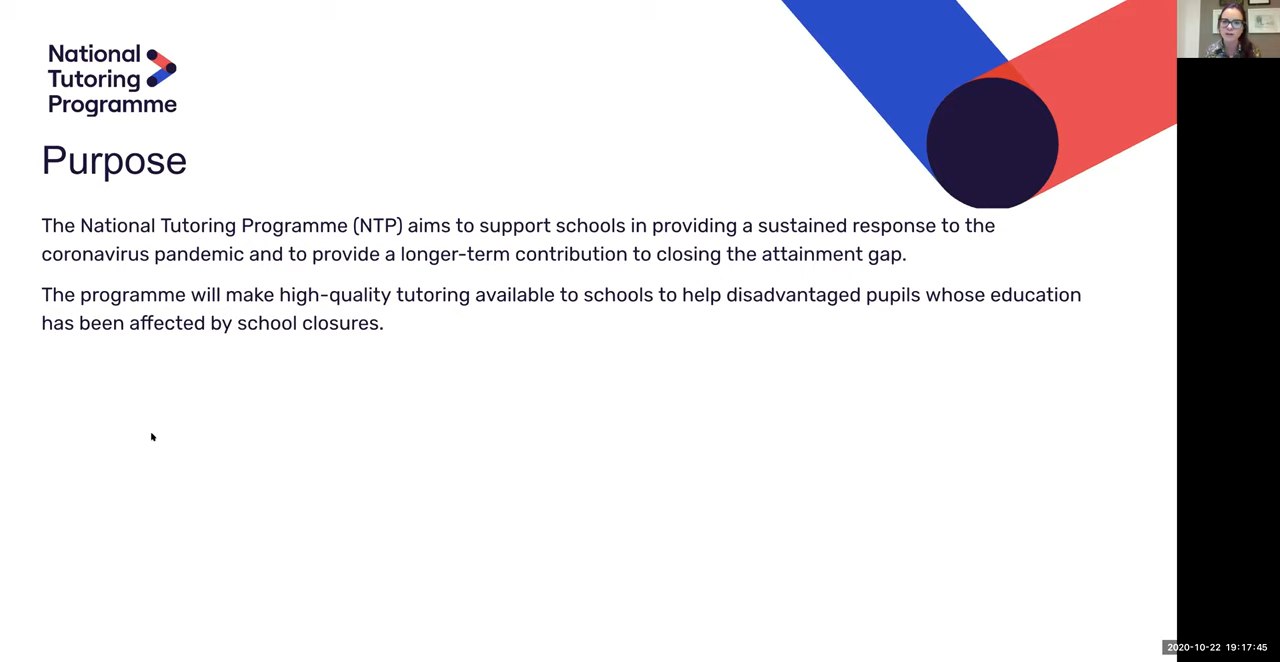 National
Tutoring
Programme
Purpose
The National Tutoring Programme (NTP) aims to support schools in providing a sustained response to the
coronavirus pandemic and to provide a longer-term contribution to closing the attainment gap.
The programme will make high-quality tutoring available to schools to help disadvantaged pupils whose education
has been affected by school closures.
2020-10-22 19:17:45